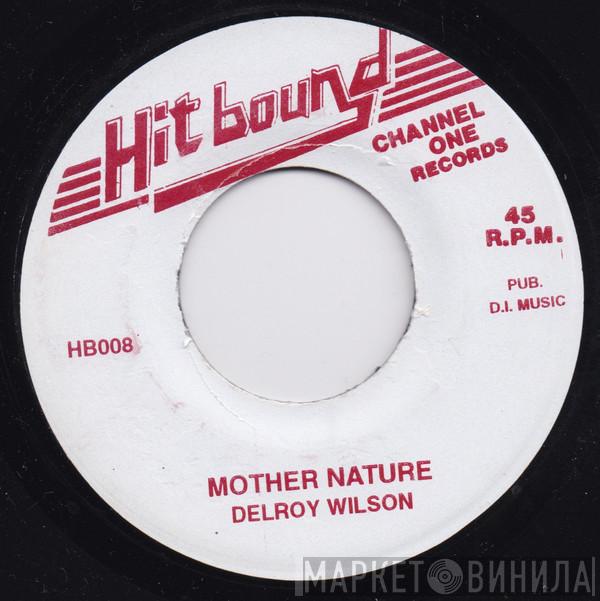 Hit bound
CHANNEL
ONE
RECORDS
45
R.P.M.
PUB.
D.I. MUSIC
HB008
MOTHER NATURE
DELROY WILSON
МАРКЕТ ВИНИЛА